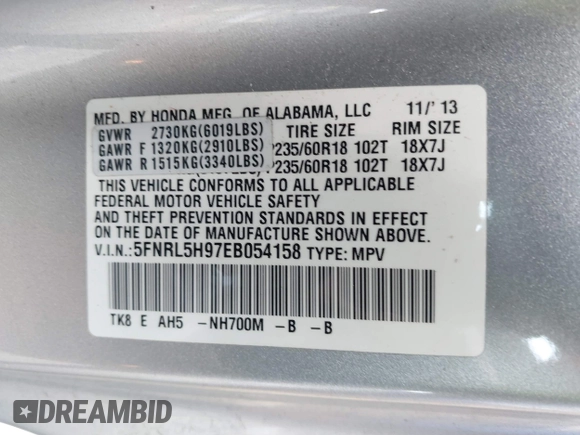 MFD. BY HONDA MFG. OF ALABAMA, LLC 11/'13
GVWR 2730KG(6019LBS) TIRE SIZE RIM SIZE
GAWR F 1320KG(2910LBS) P235/60R18 102T 18X7J
GAWR R 1515KG(3340LBS) P235/60R18 102T 18X7J
THIS VEHICLE CONFORMS TO ALL APPLICABLE
FEDERAL MOTOR VEHICLE SAFETY
AND THEFT PREVENTION STANDARDS IN EFFECT
ON THE DATE OF MANUFACTURE SHOWN ABOVE.
V.I.N.:5FNRL5H97EB054158 TYPE: MPV
TK8 E AH5 -NH700M -B -B
DREAMBID